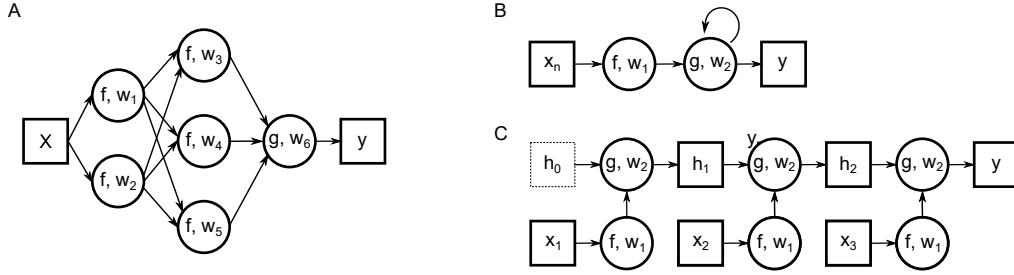 A
X
f, w1
f, w2
f, w3
f, w4
f, w5
g, w6
y
B
xn
f, w1
g, w2
y
C
h0
g, w2
h1
y
g, w2
h2
g, w2
y
x1
f, w1
x2
f, w1
x3
f, w1